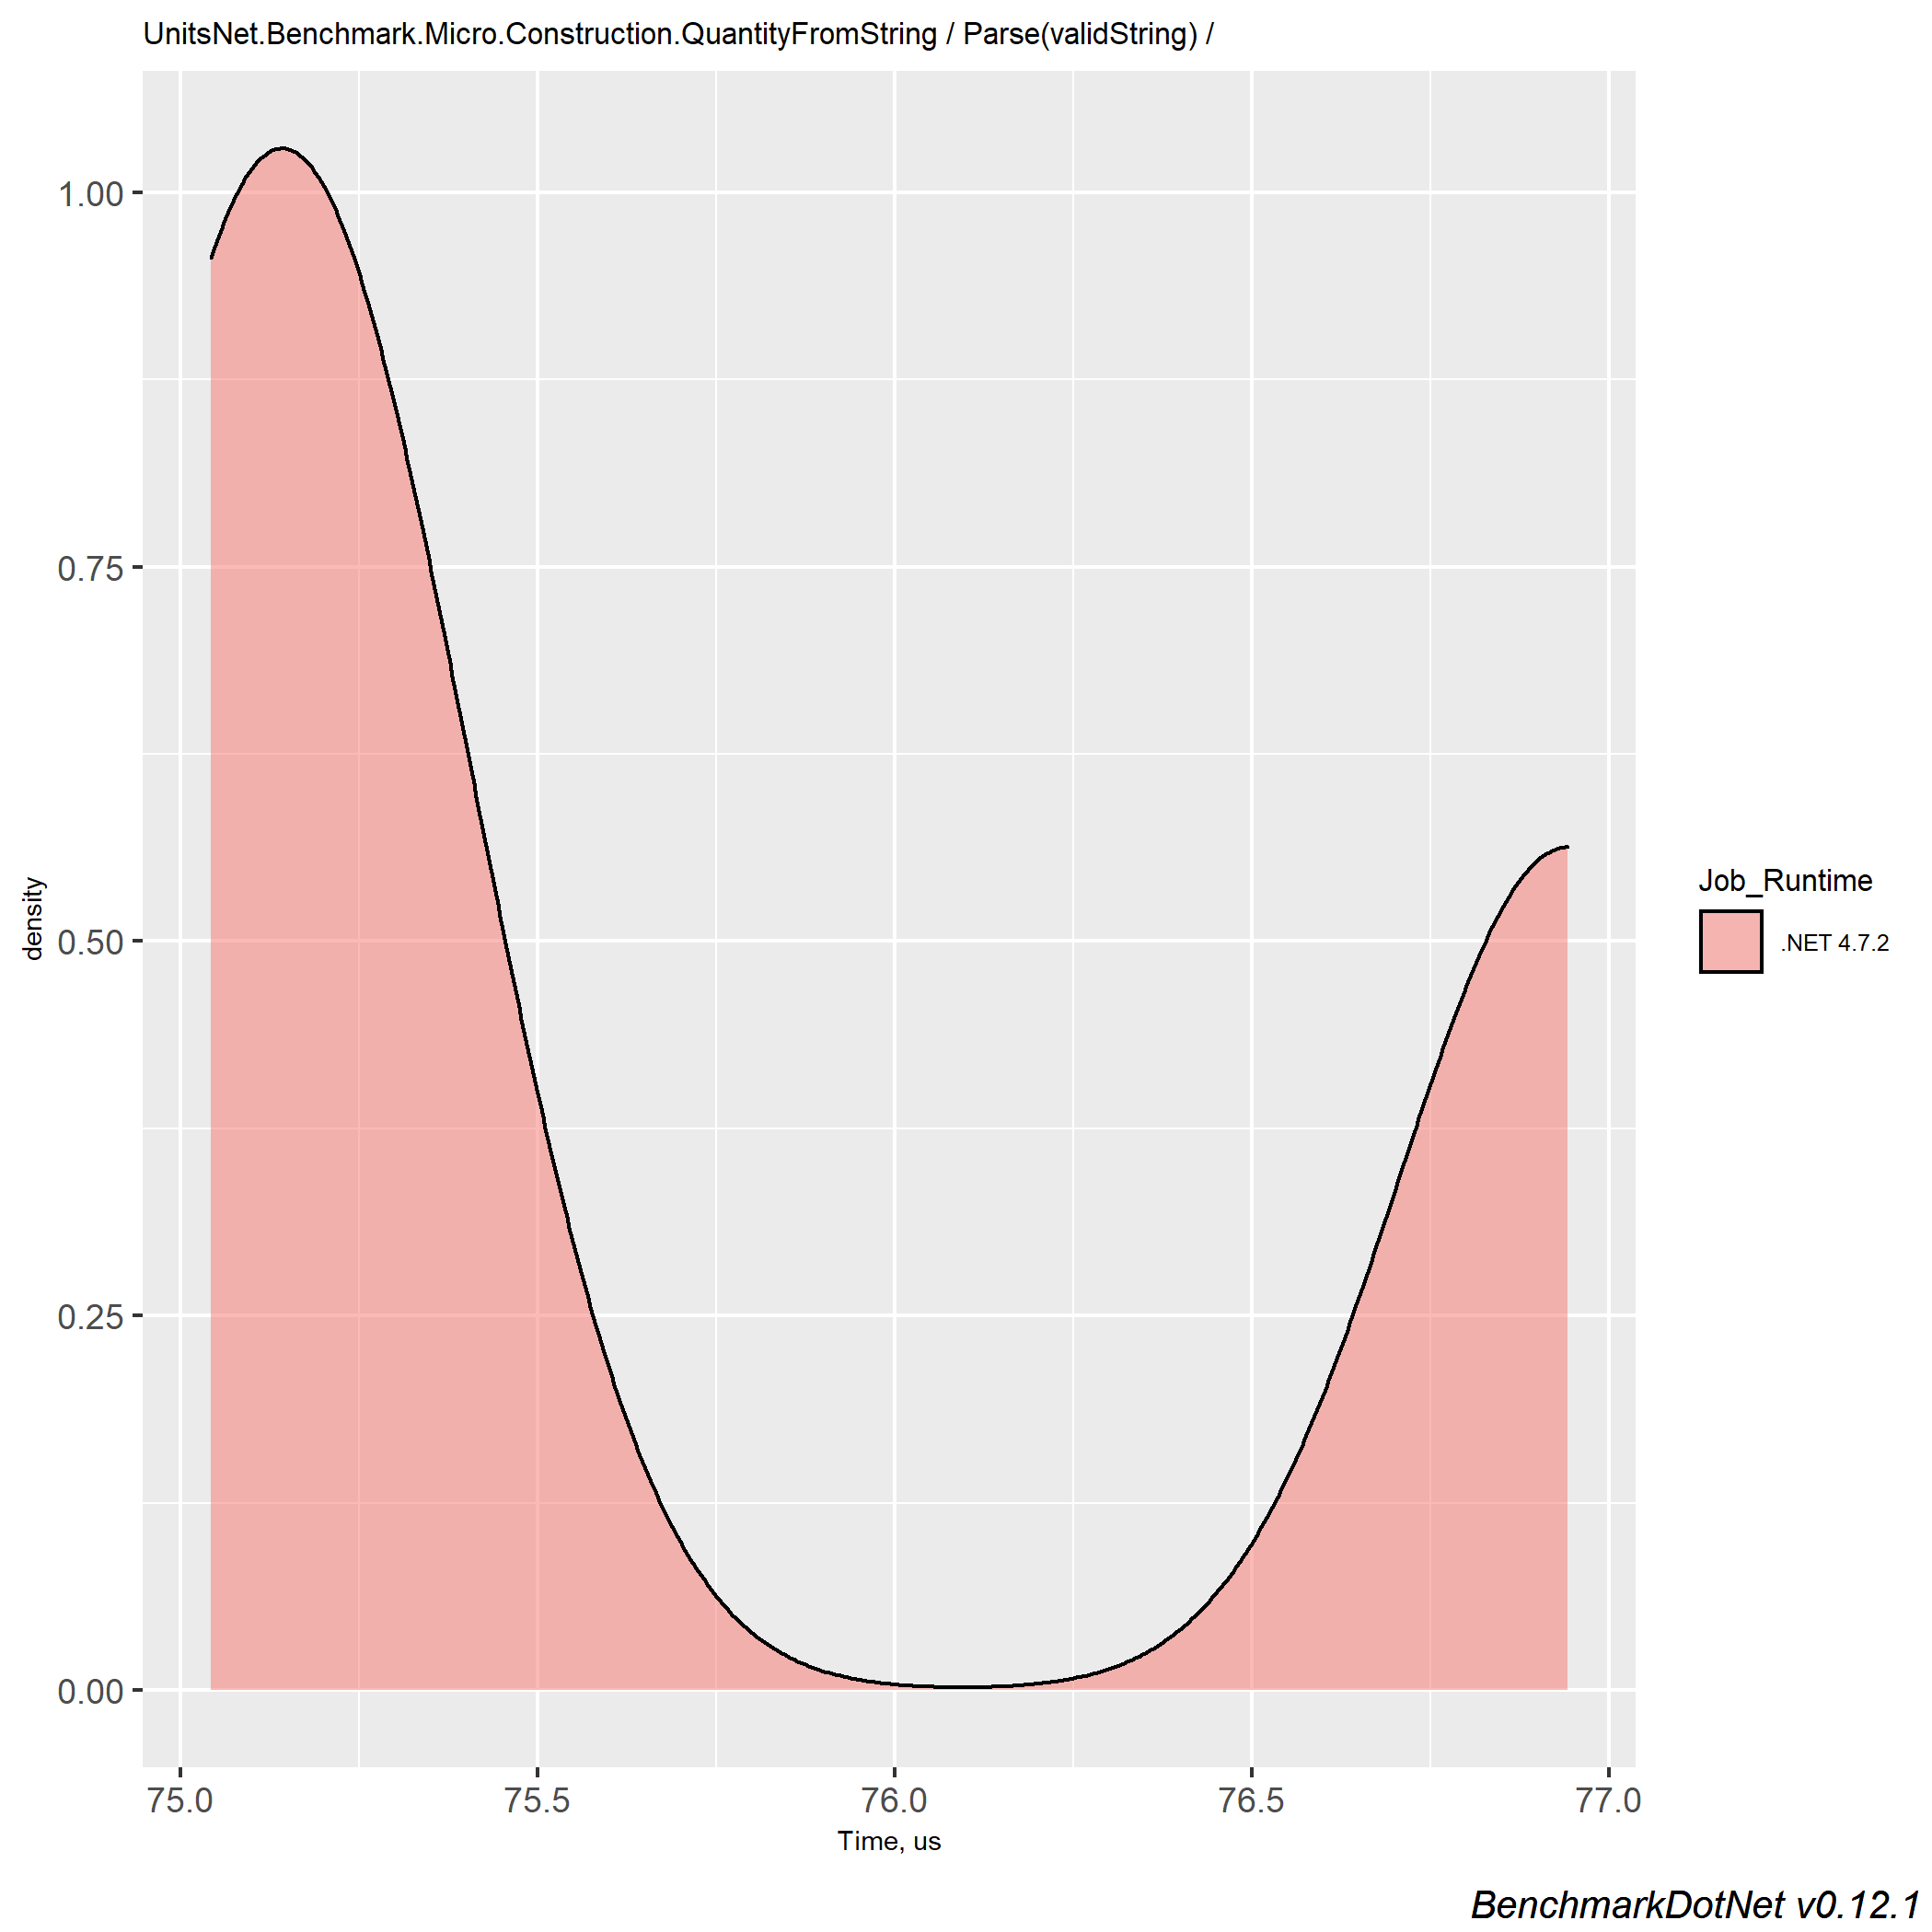 UnitsNet.Benchmark.Micro.Construction.QuantityFromString / Parse(validString) /
1.00
0.75
0.50
0.25
0.00
density
75.0 75.5 76.0 76.5 77.0
Time, us
Job_Runtime
.NET 4.7.2
BenchmarkDotNet v0.12.1